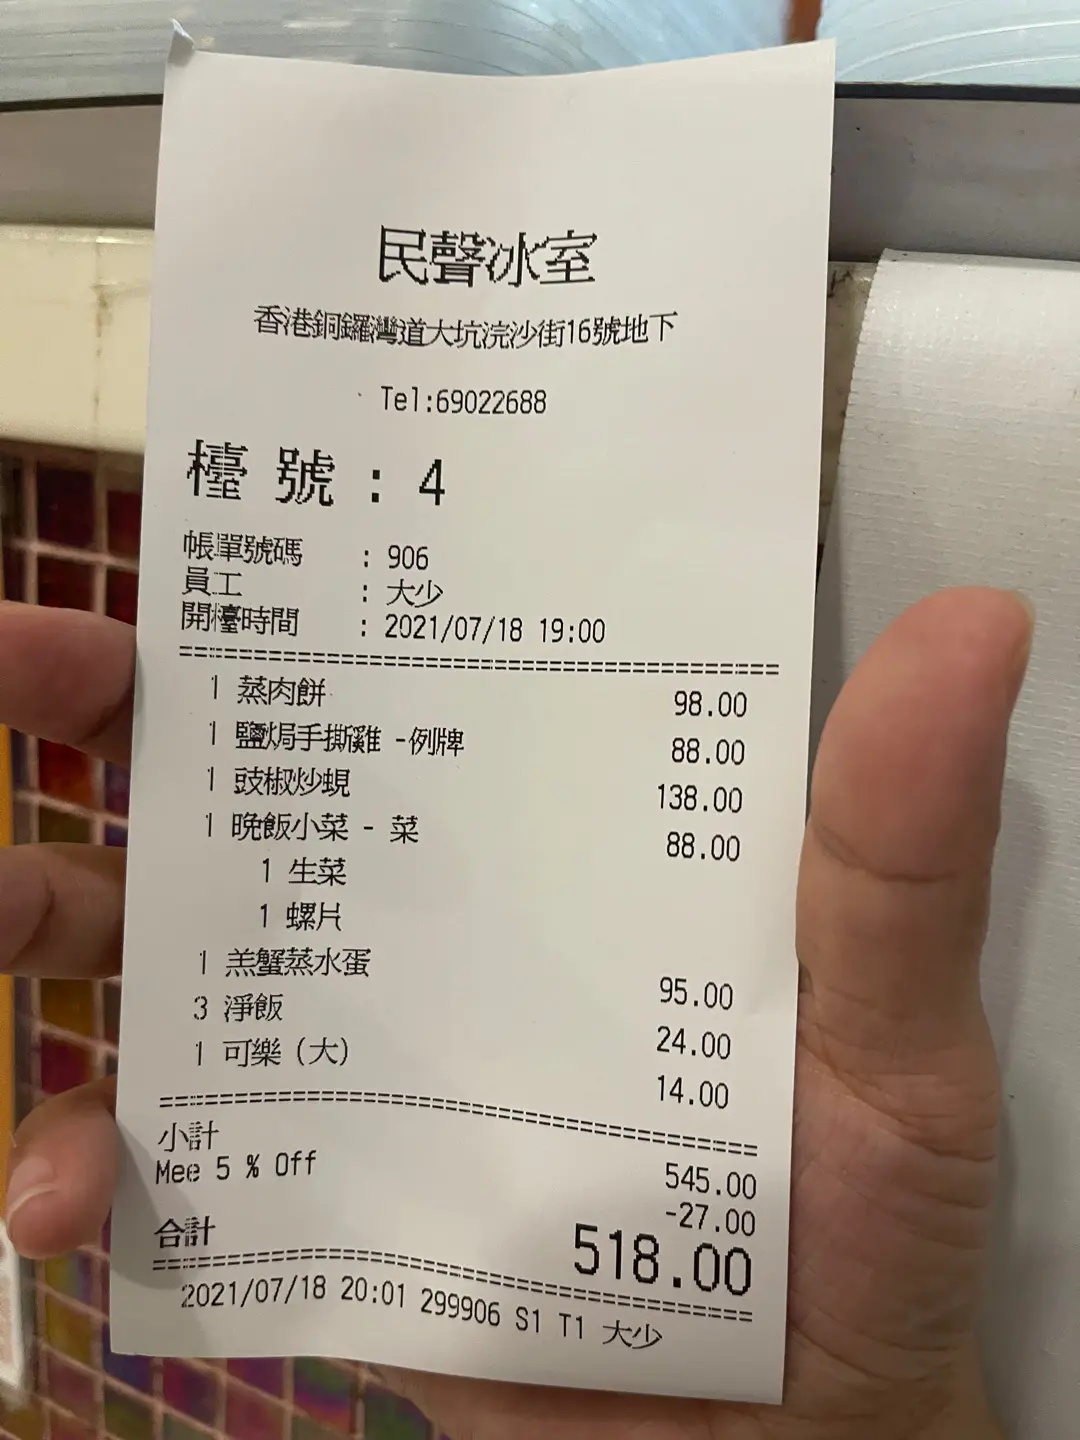 民聲冰室
香港銅鑼灣道大坑浣沙街16號地下
Tel:69022688
檯號：4
帳單號碼 : 906
員工 : 大少
開檯時間 : 2021/07/18 19:00
1 蒸肉餅 98.00
1 鹽焗手撕雞 -例牌 88.00
1 豉椒炒蜆 138.00
1 晚飯小菜 - 菜 88.00
1 生菜
1 螺片
1 羔蟹蒸水蛋 95.00
3 淨飯 24.00
1 可樂（大） 14.00
小計 545.00
Mee 5 % Off -27.00
合計 518.00
2021/07/18 20:01 299906 S1 T1 大少